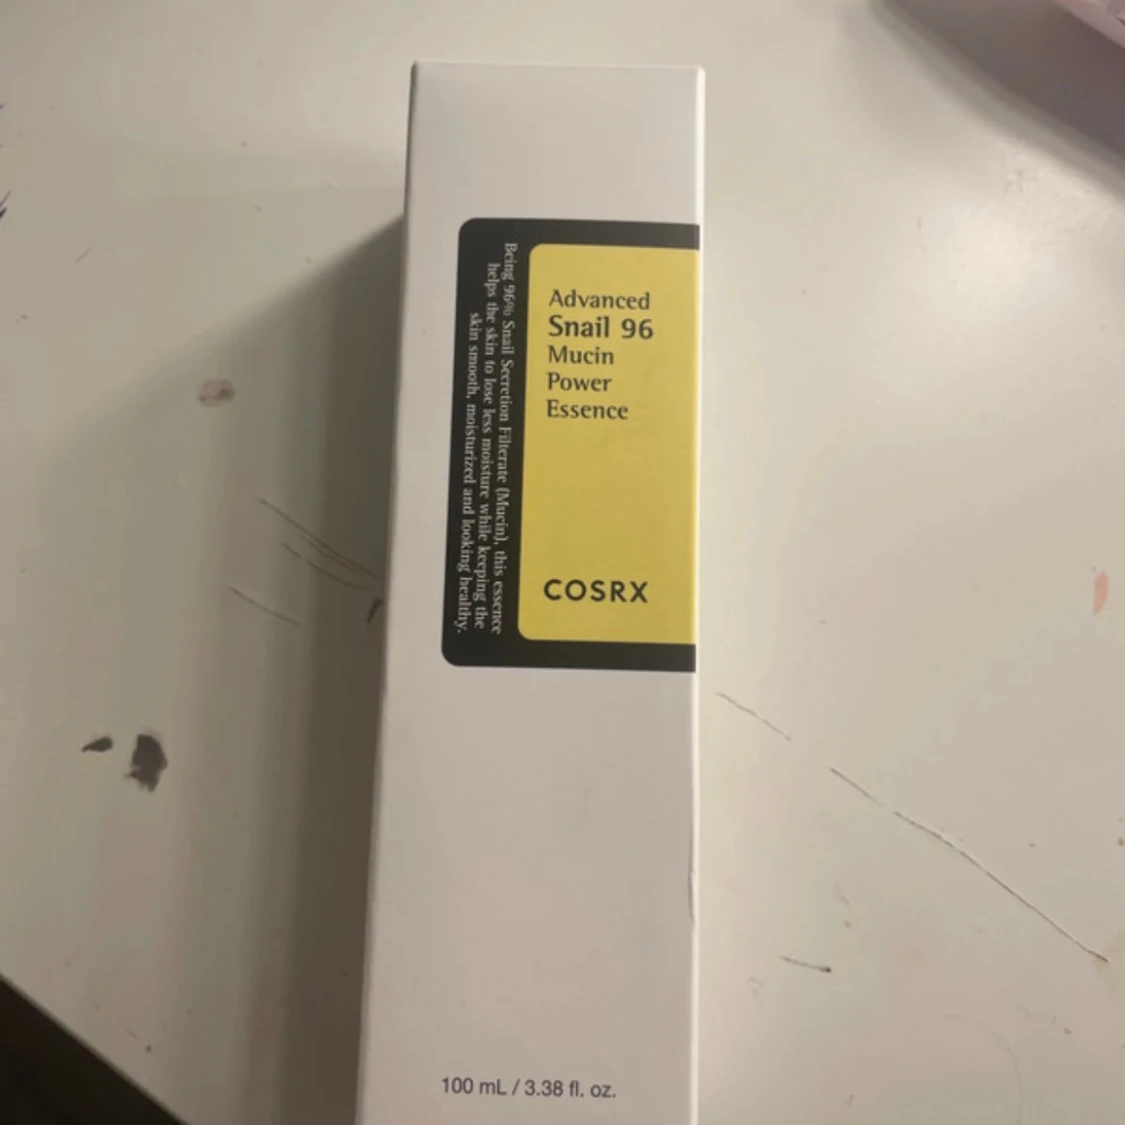 Advanced
Snail 96
Mucin
Power
Essence
COSRX
Being 96% Snail Secretion Filterate (Mucin), this essence
helps the skin to lose less moisture while keeping the
skin smooth, moisturized and looking healthy.
100 mL / 3.38 fl. oz.